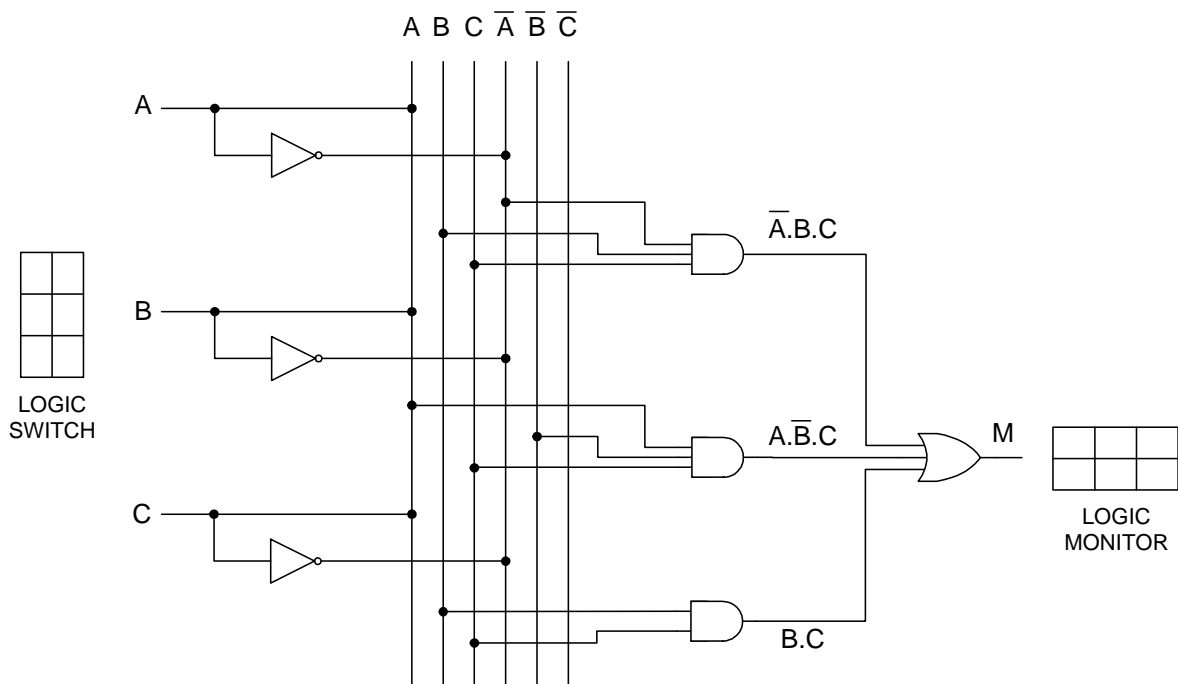 A B C A̅ B̅ C̅
A
A̅.B.C
B
LOGIC
SWITCH
A.B̅.C
M
C
LOGIC
MONITOR
B.C